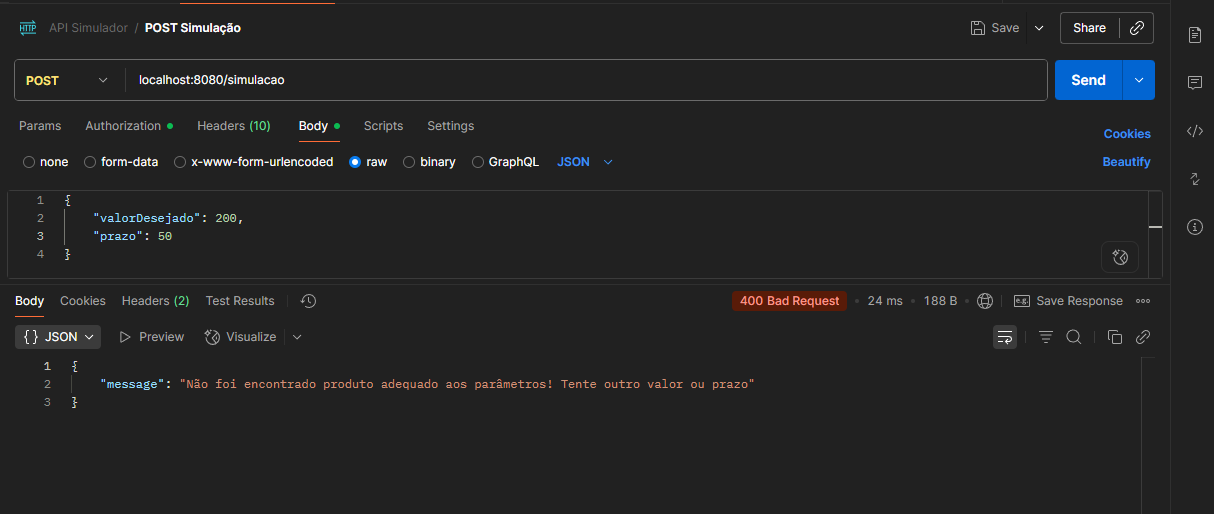 HTTP API Simulador / POST Simulação Save Share
POST localhost:8080/simulacao Send
Params Authorization Headers (10) Body Scripts Settings Cookies
none form-data x-www-form-urlencoded raw binary GraphQL JSON Beautify
1 {
2 "valorDesejado": 200,
3 "prazo": 50
4 }
Body Cookies Headers (2) Test Results 400 Bad Request • 24 ms • 188 B • e.g. Save Response
{} JSON Preview Visualize
1 {
2 "message": "Não foi encontrado produto adequado aos parâmetros! Tente outro valor ou prazo"
3 }